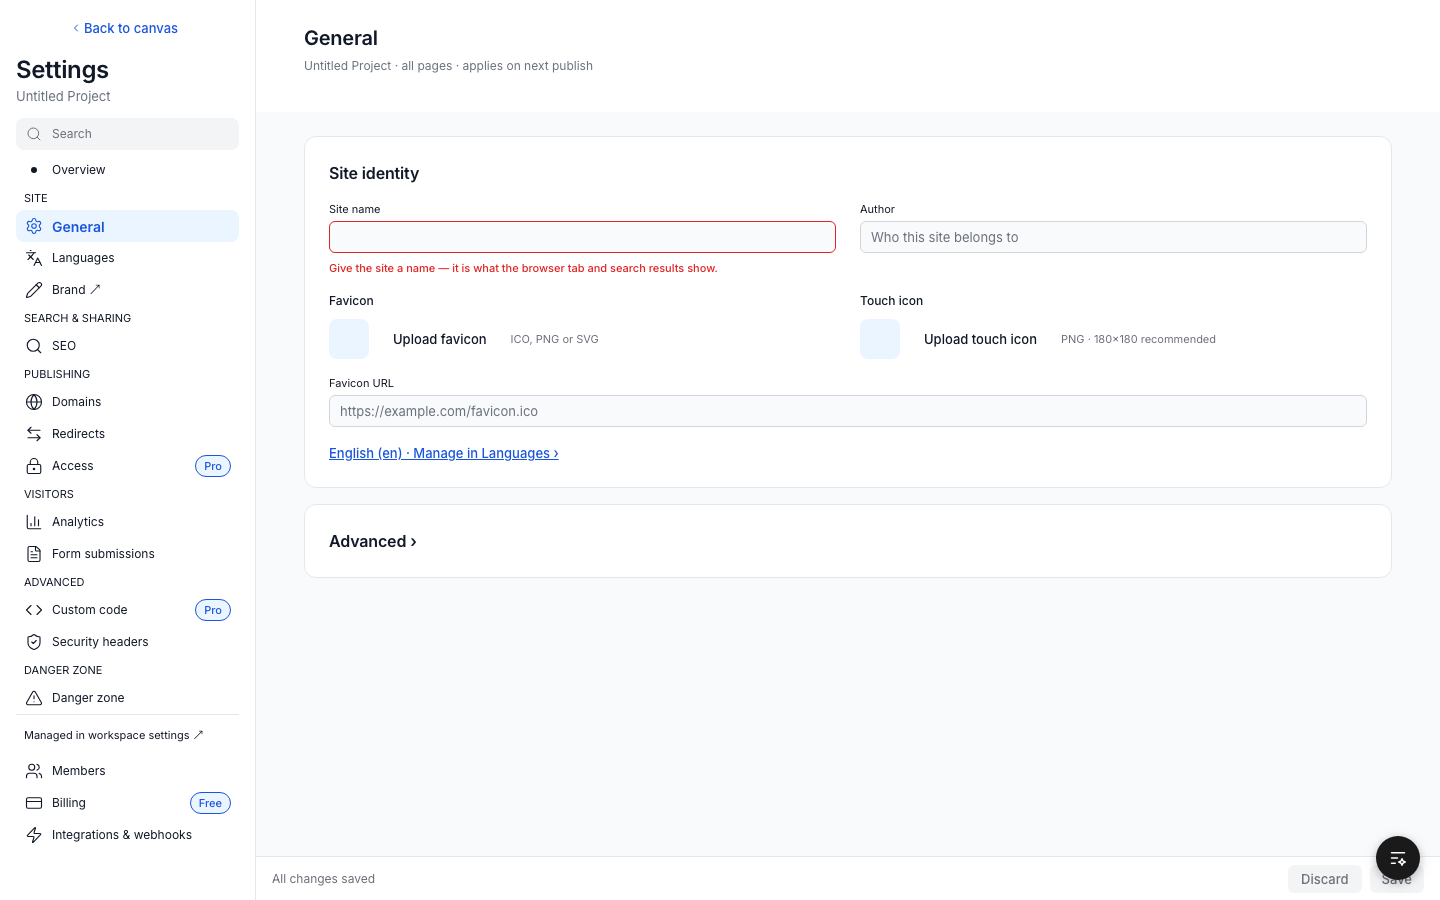 Back to canvas
Settings
Untitled Project
Search
Overview
SITE
General
Languages
Brand ↗
SEARCH & SHARING
SEO
PUBLISHING
Domains
Redirects
Access Pro
VISITORS
Analytics
Form submissions
ADVANCED
Custom code Pro
Security headers
DANGER ZONE
Danger zone
Managed in workspace settings ↗
Members
Billing Free
Integrations & webhooks
General
Untitled Project · all pages · applies on next publish
Site identity
Site name
Give the site a name — it is what the browser tab and search results show.
Author
Who this site belongs to
Favicon
Upload favicon ICO, PNG or SVG
Touch icon
Upload touch icon PNG · 180×180 recommended
Favicon URL
https://example.com/favicon.ico
English (en) · Manage in Languages ›
Advanced ›
All changes saved
Discard
Save